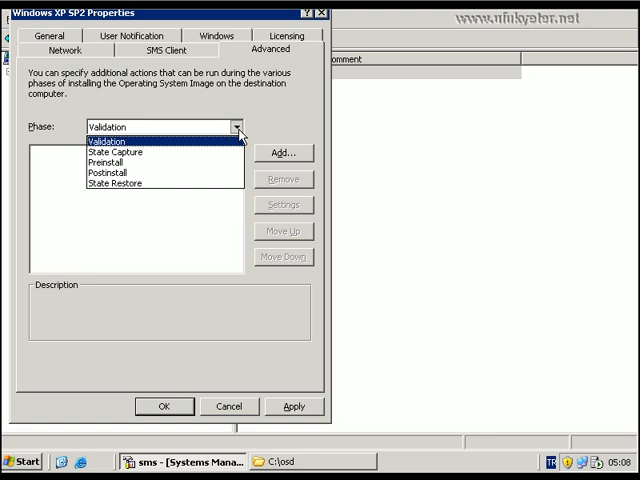 Windows XP SP2 Properties
www.ufukyeter.net
General
User Notification
Windows
Licensing
Network
SMS Client
Advanced
omment
You can specify additional actions that can be run during the various
phases of installing the Operating System Image on the destination
computer.
Phase:
Validation
Validation
State Capture
Preinstall
Postinstall
State Restore
Add...
Remove
Settings
Move Up
Move Down
Description
OK
Cancel
Apply
Start
sms - [Systems Mana...
C:\osd
TR
05:08